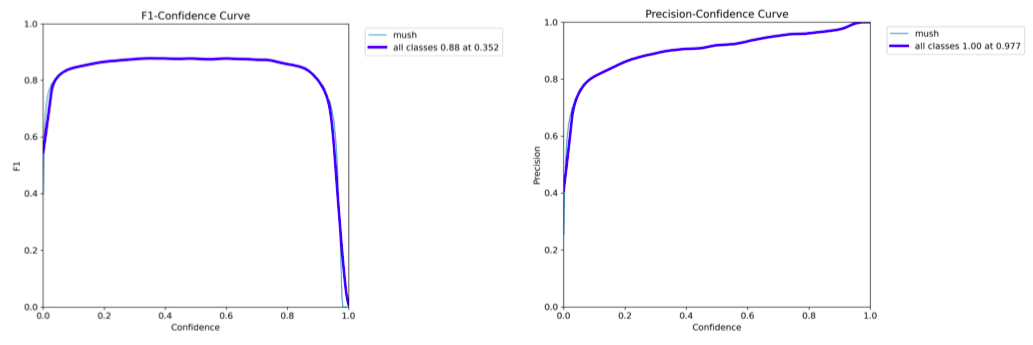 F1-Confidence Curve
1.0
0.8
0.6
0.4
0.2
0.0
F1
0.0 0.2 0.4 0.6 0.8 1.0
Confidence
mush
all classes 0.88 at 0.352
Precision-Confidence Curve
1.0
0.8
0.6
0.4
0.2
0.0
Precision
0.0 0.2 0.4 0.6 0.8 1.0
Confidence
mush
all classes 1.00 at 0.977